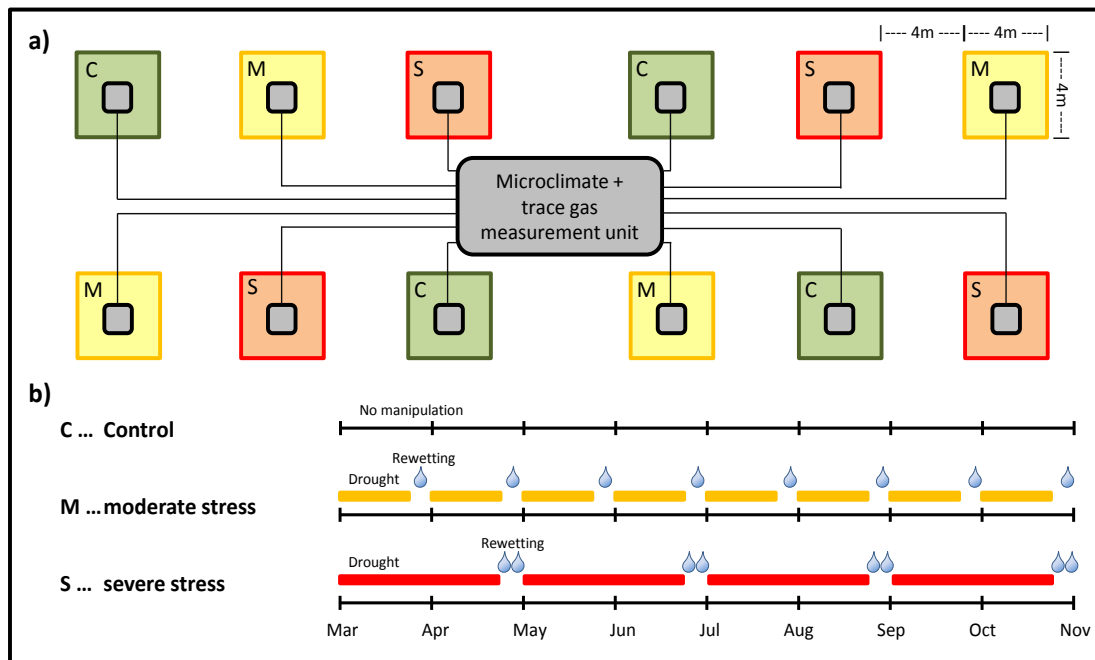 a)
|---- 4m ----|---- 4m ----|
C
M
S
C
S
M
|---- 4m ----|
Microclimate +
trace gas
measurement unit
M
S
C
M
C
S
b)
C ... Control
No manipulation
M ... moderate stress
Rewetting
Drought
S ... severe stress
Rewetting
Drought
Mar Apr May Jun Jul Aug Sep Oct Nov